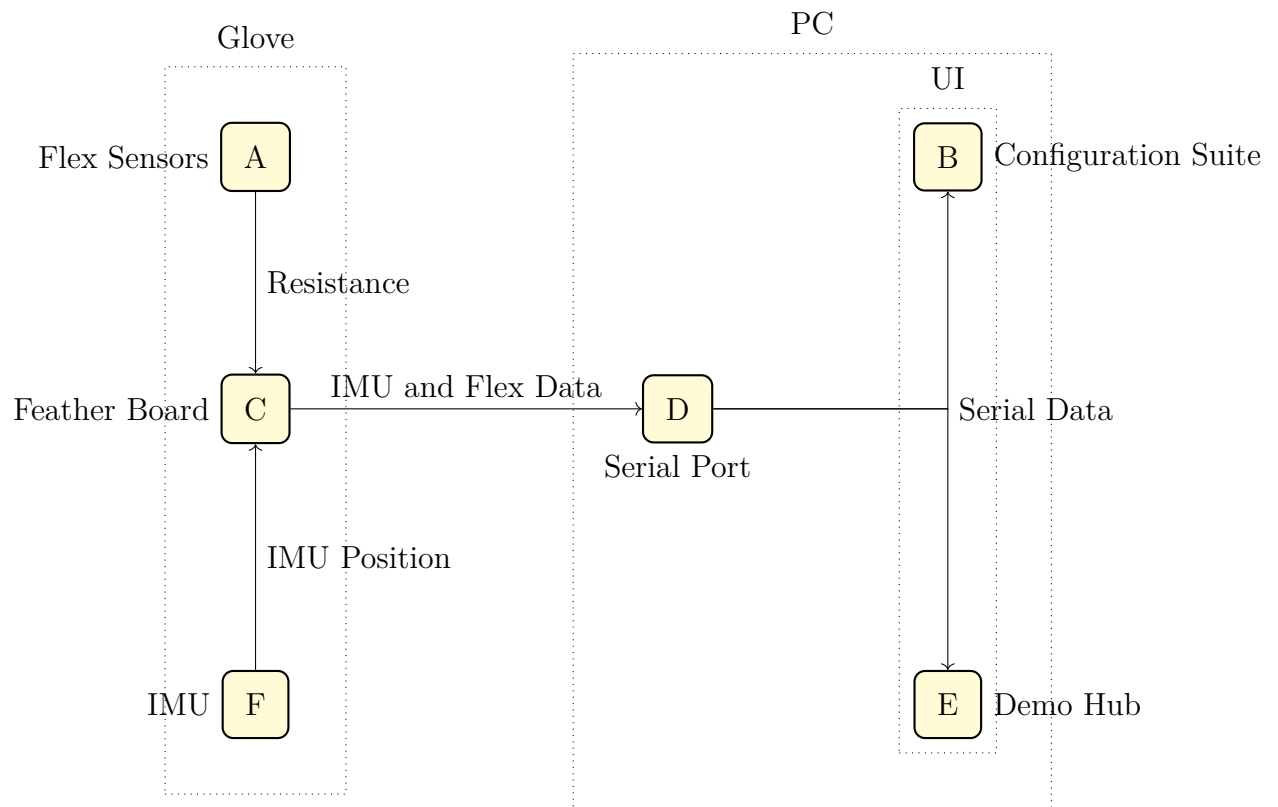 PC
Glove
UI
Flex Sensors
A
B
Configuration Suite
Resistance
IMU and Flex Data
Feather Board
C
D
Serial Data
Serial Port
IMU Position
IMU
F
E
Demo Hub